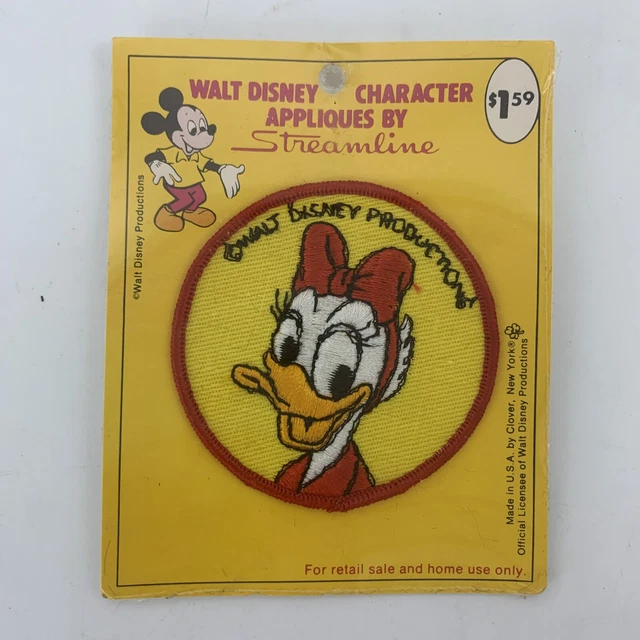 WALT DISNEY CHARACTER
APPLIQUES BY
Streamline
$1 59
©Walt Disney Productions
©WALT DISNEY PRODUCTIONS
Made in U.S.A. by Clover, New York®
Official Licensee of Walt Disney Productions
For retail sale and home use only.